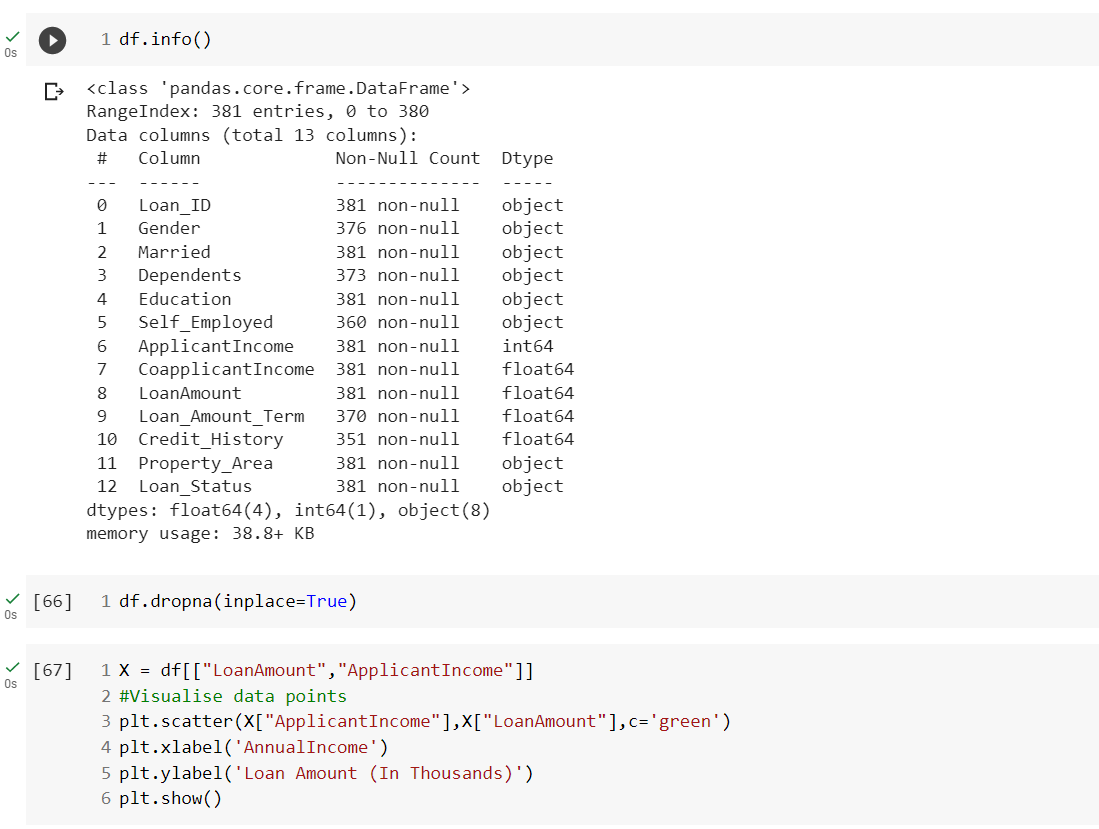 0s
1 df.info()
<class 'pandas.core.frame.DataFrame'>
RangeIndex: 381 entries, 0 to 380
Data columns (total 13 columns):
 #   Column             Non-Null Count  Dtype
---  ------             --------------  -----
 0   Loan_ID            381 non-null    object
 1   Gender             376 non-null    object
 2   Married            381 non-null    object
 3   Dependents         373 non-null    object
 4   Education          381 non-null    object
 5   Self_Employed      360 non-null    object
 6   ApplicantIncome    381 non-null    int64
 7   CoapplicantIncome  381 non-null    float64
 8   LoanAmount         381 non-null    float64
 9   Loan_Amount_Term   370 non-null    float64
 10  Credit_History     351 non-null    float64
 11  Property_Area      381 non-null    object
 12  Loan_Status        381 non-null    object
dtypes: float64(4), int64(1), object(8)
memory usage: 38.8+ KB
0s
[66] 1 df.dropna(inplace=True)
0s
[67] 1 X = df[["LoanAmount","ApplicantIncome"]]
2 #Visualise data points
3 plt.scatter(X["ApplicantIncome"],X["LoanAmount"],c='green')
4 plt.xlabel('AnnualIncome')
5 plt.ylabel('Loan Amount (In Thousands)')
6 plt.show()